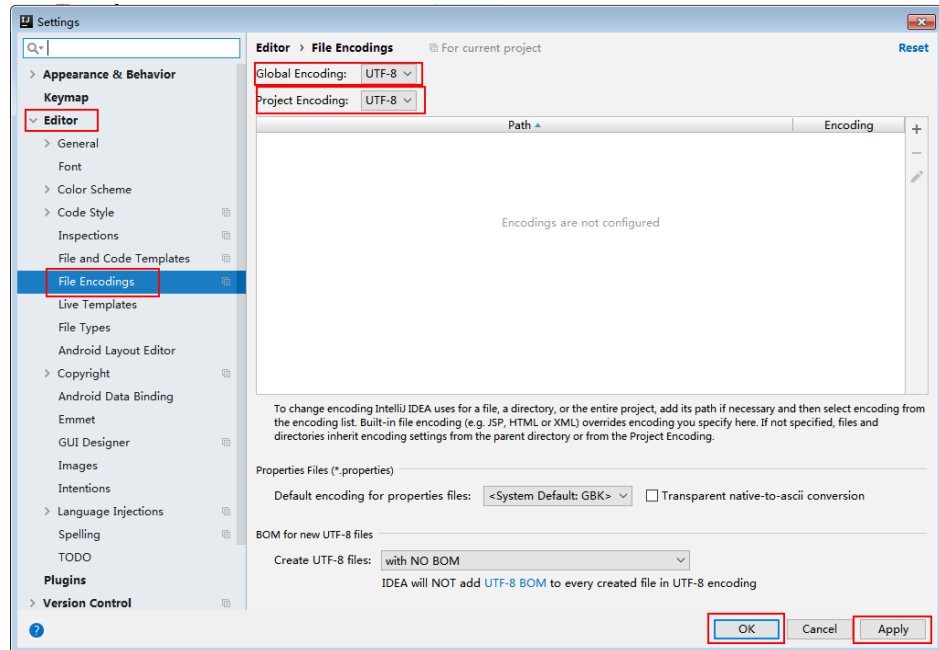 Settings
Editor › File Encodings For current project Reset
Appearance & Behavior
Keymap
Editor
General
Font
Color Scheme
Code Style
Inspections
File and Code Templates
File Encodings
Live Templates
File Types
Android Layout Editor
Copyright
Android Data Binding
Emmet
GUI Designer
Images
Intentions
Language Injections
Spelling
TODO
Plugins
Version Control
Global Encoding: UTF-8
Project Encoding: UTF-8
Path Encoding
Encodings are not configured
To change encoding IntelliJ IDEA uses for a file, a directory, or the entire project, add its path if necessary and then select encoding from
the encoding list. Built-in file encoding (e.g. JSP, HTML or XML) overrides encoding you specify here. If not specified, files and
directories inherit encoding settings from the parent directory or from the Project Encoding.
Properties Files (*.properties)
Default encoding for properties files: <System Default: GBK> Transparent native-to-ascii conversion
BOM for new UTF-8 files
Create UTF-8 files: with NO BOM
IDEA will NOT add UTF-8 BOM to every created file in UTF-8 encoding
? OK Cancel Apply